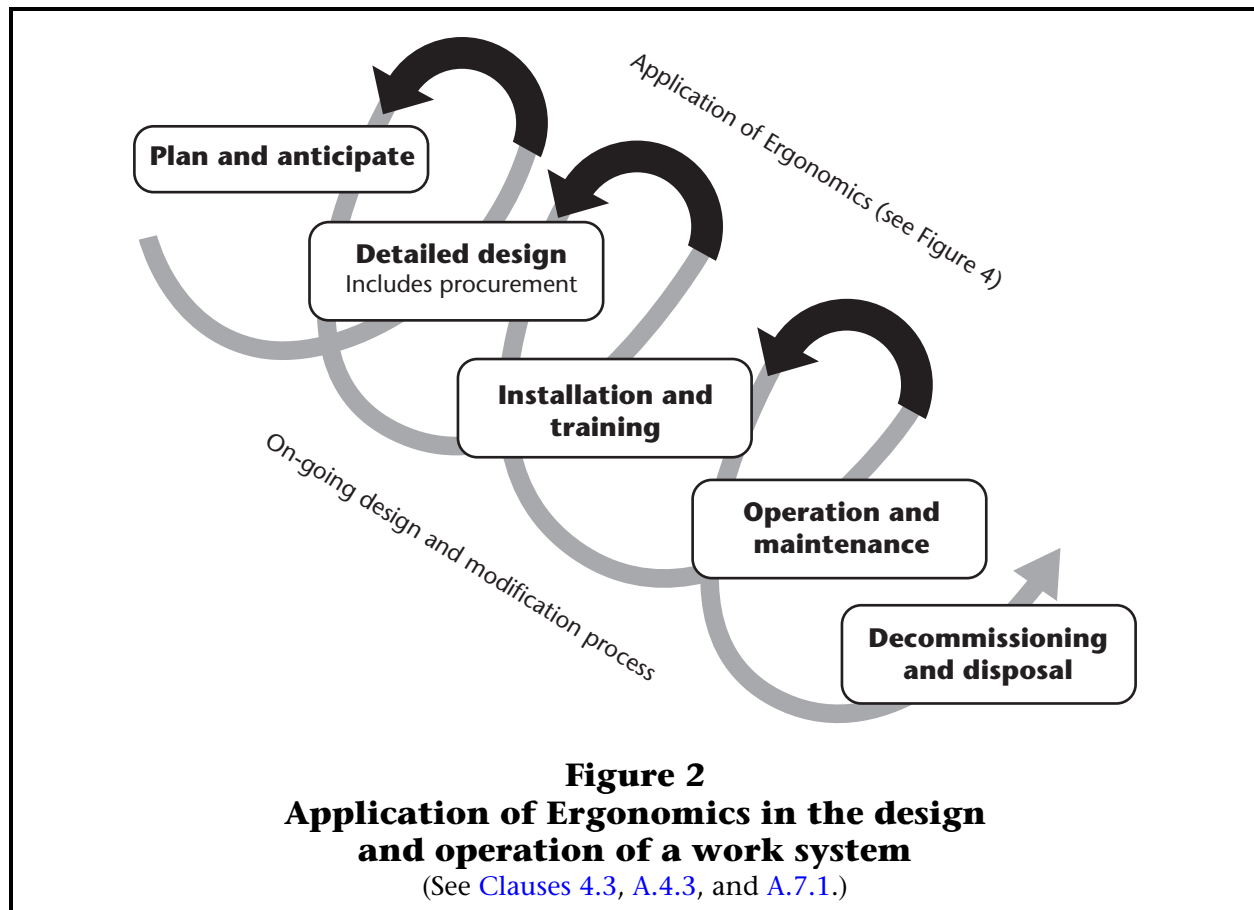 Plan and anticipate
Application of Ergonomics (see Figure 4)
Detailed design
Includes procurement
Installation and
training
On-going design and modification process
Operation and
maintenance
Decommissioning
and disposal
Figure 2
Application of Ergonomics in the design
and operation of a work system
(See Clauses 4.3, A.4.3, and A.7.1.)